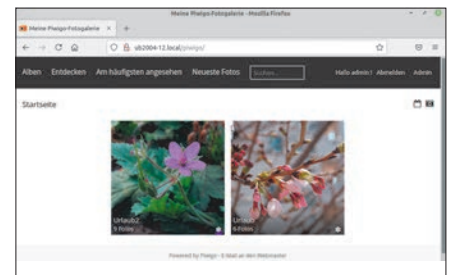 Meine Piwigo-Fotogalerie - Mozilla Firefox
Meine Piwigo-Fotogalerie
ub2004-12.local/piwigo/
Alben Entdecken Am häufigsten angesehen Neueste Fotos Suchen... Hallo admin! Abmelden Admin
Startseite
Urlaub2
9 Fotos
Urlaub
6 Fotos
Powered by Piwigo - E-Mail an den Webmaster